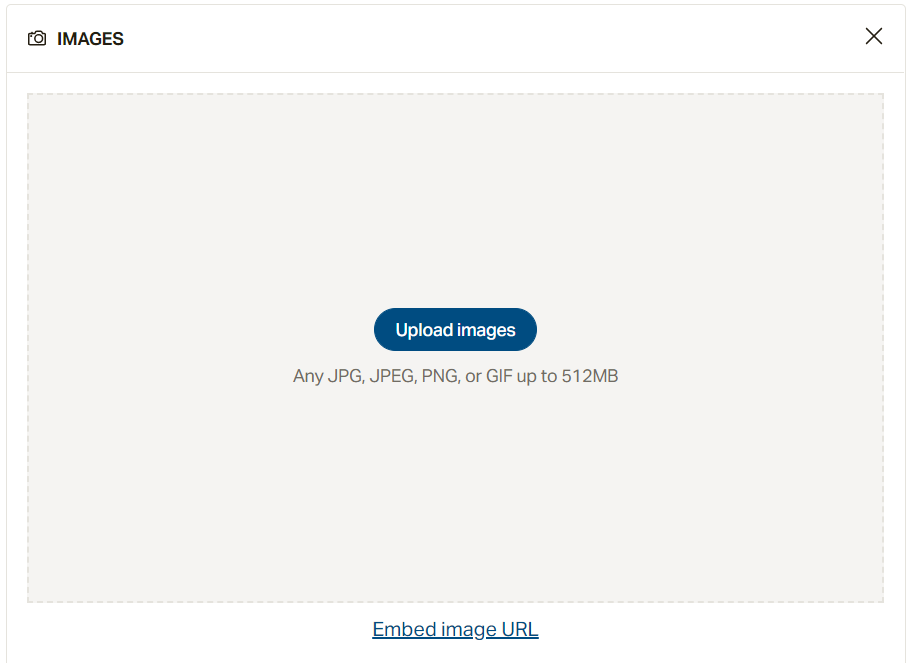 IMAGES
Upload images
Any JPG, JPEG, PNG, or GIF up to 512MB
Embed image URL